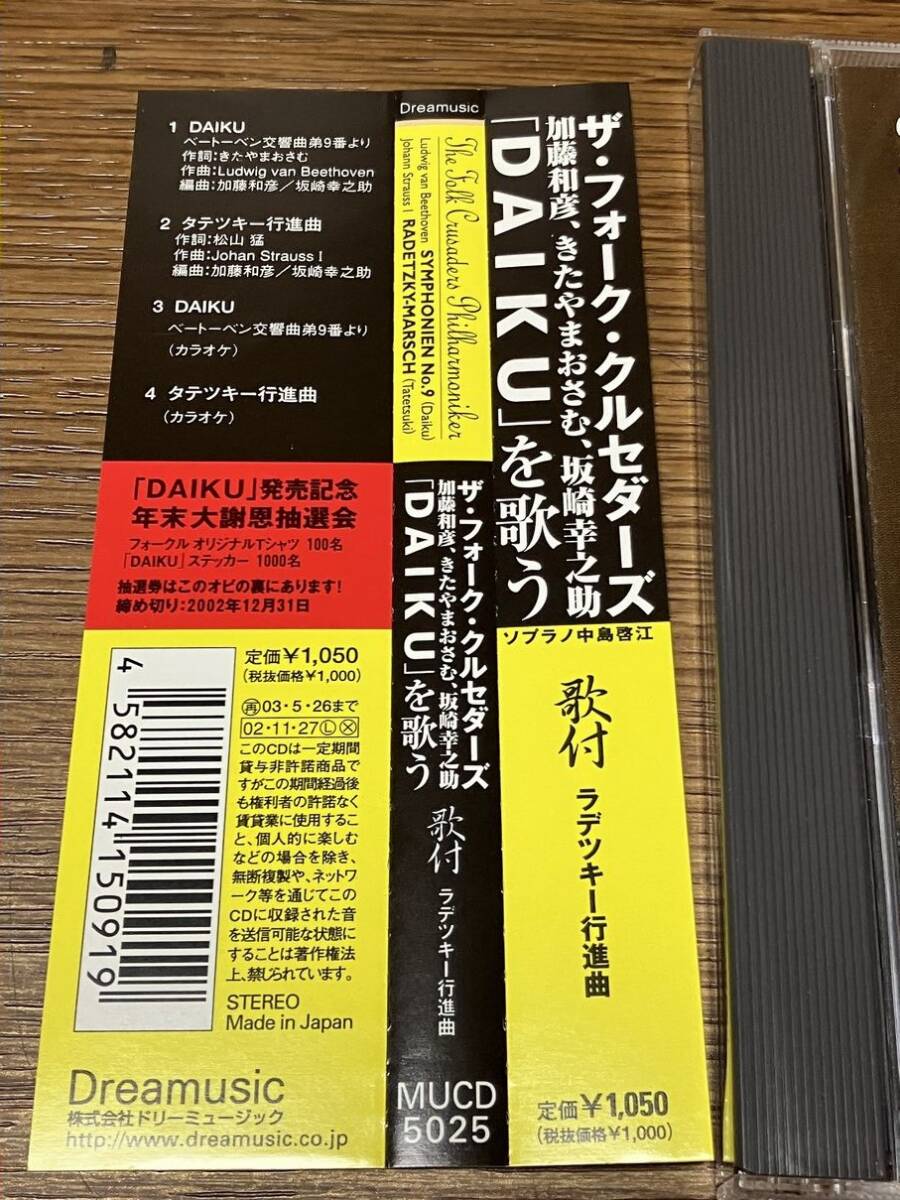 1 DAIKU
ベートーベン交響曲弟9番より
作詞:きたやまおさむ
作曲:Ludwig van Beethoven
編曲:加藤和彦/坂崎幸之助
2 タテツキー行進曲
作詞:松山 猛
作曲:Johan Strauss I
編曲:加藤和彦/坂崎幸之助
3 DAIKU
ベートーベン交響曲弟9番より
(カラオケ)
4 タテツキー行進曲
(カラオケ)
「DAIKU」発売記念
年末大謝恩抽選会
フォークル オリジナルTシャツ 100名
「DAIKU」ステッカー 1000名
抽選券はこのオビの裏にあります!
締め切り:2002年12月31日
4 582114 150919
定価¥1,050
(税抜価格¥1,000)
再03・5・26まで
02・11・27 L X
このCDは一定期間
貸与非許諾商品で
すがこの期間経過後
も権利者の許諾なく
賃貸業に使用するこ
と、個人的に楽しむ
などの場合を除き、
無断複製や、ネットワ
ーク等を通じてこの
CDに収録された音
を送信可能な状態に
することは著作権法
上、禁じられています。
STEREO
Made in Japan
Dreamusic
株式会社ドリーミュージック
http://www.dreamusic.co.jp
Dreamusic
The Folk Crusaders Philharmoniker
Ludwig van Beethoven SYMPHONIEN No.9 (Daiku)
Johann Strauss I RADETZKY-MARSCH (Tatetsuki)
ザ・フォーク・クルセダーズ
加藤和彦、きたやまおさむ、坂崎幸之助
「DAIKU」を歌う
歌付 ラデツキー行進曲
MUCD
5025
ザ・フォーク・クルセダーズ
加藤和彦、きたやまおさむ、坂崎幸之助
「DAIKU」を歌う
ソプラノ中島啓江
歌付 ラデツキー行進曲
定価¥1,050
(税抜価格¥1,000)